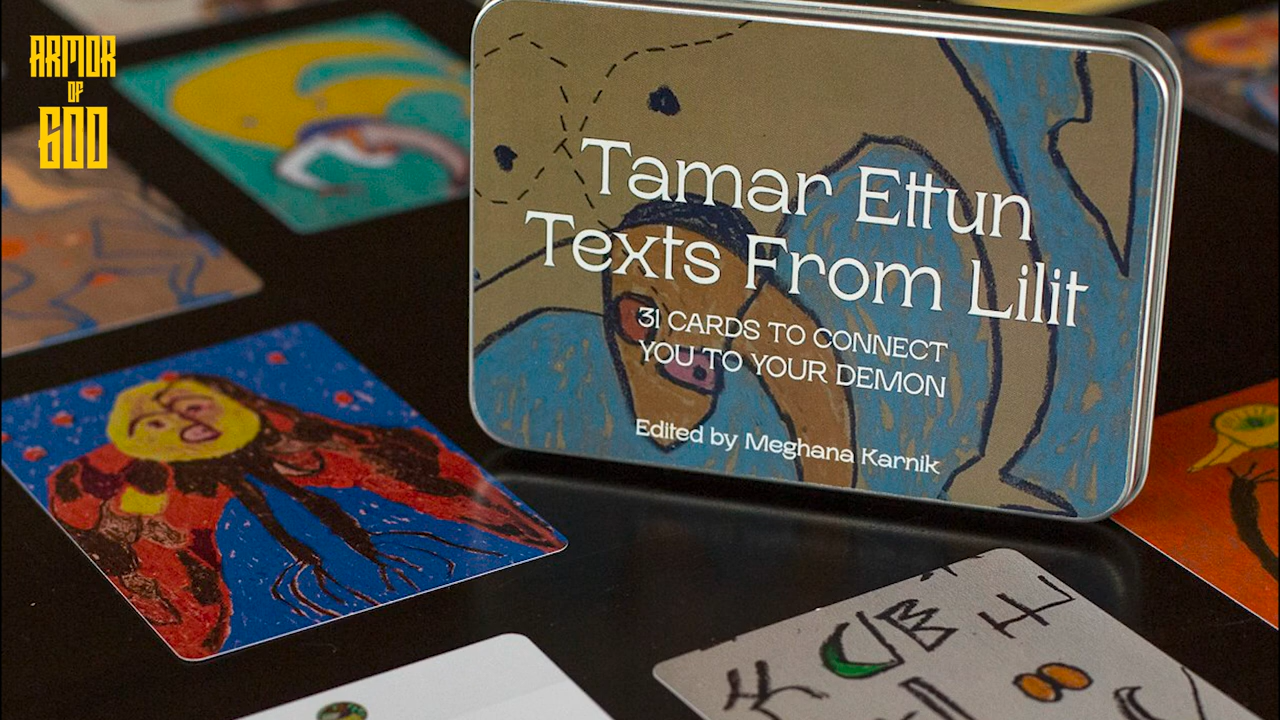 ARMOR
OF
GOD
Tamar Ettun
Texts From Lilit
31 CARDS TO CONNECT
YOU TO YOUR DEMON
Edited by Meghana Karnik